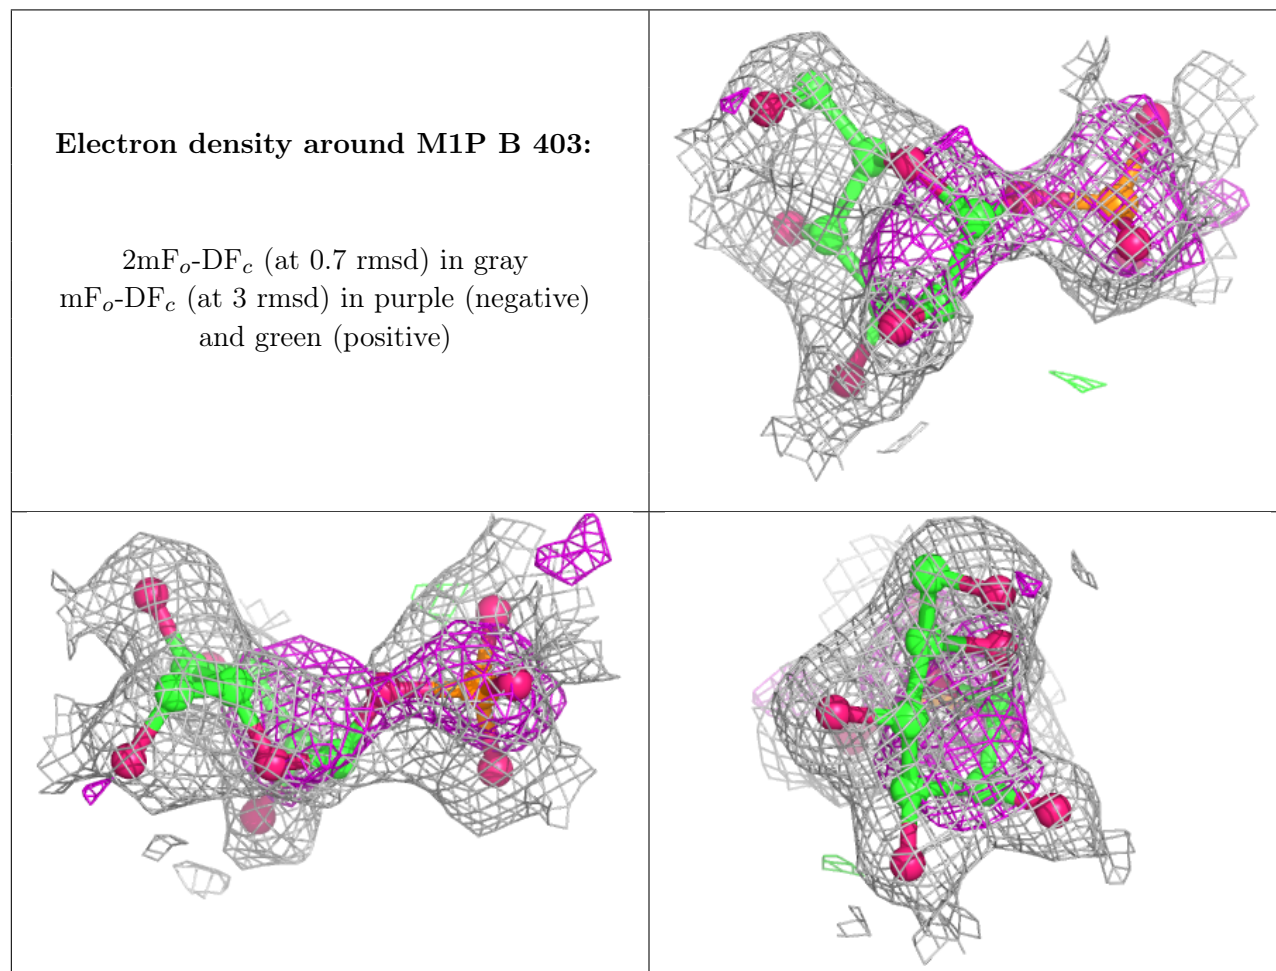 Electron density around M1P B 403:
2mFo-DFc (at 0.7 rmsd) in gray
mFo-DFc (at 3 rmsd) in purple (negative)
and green (positive)